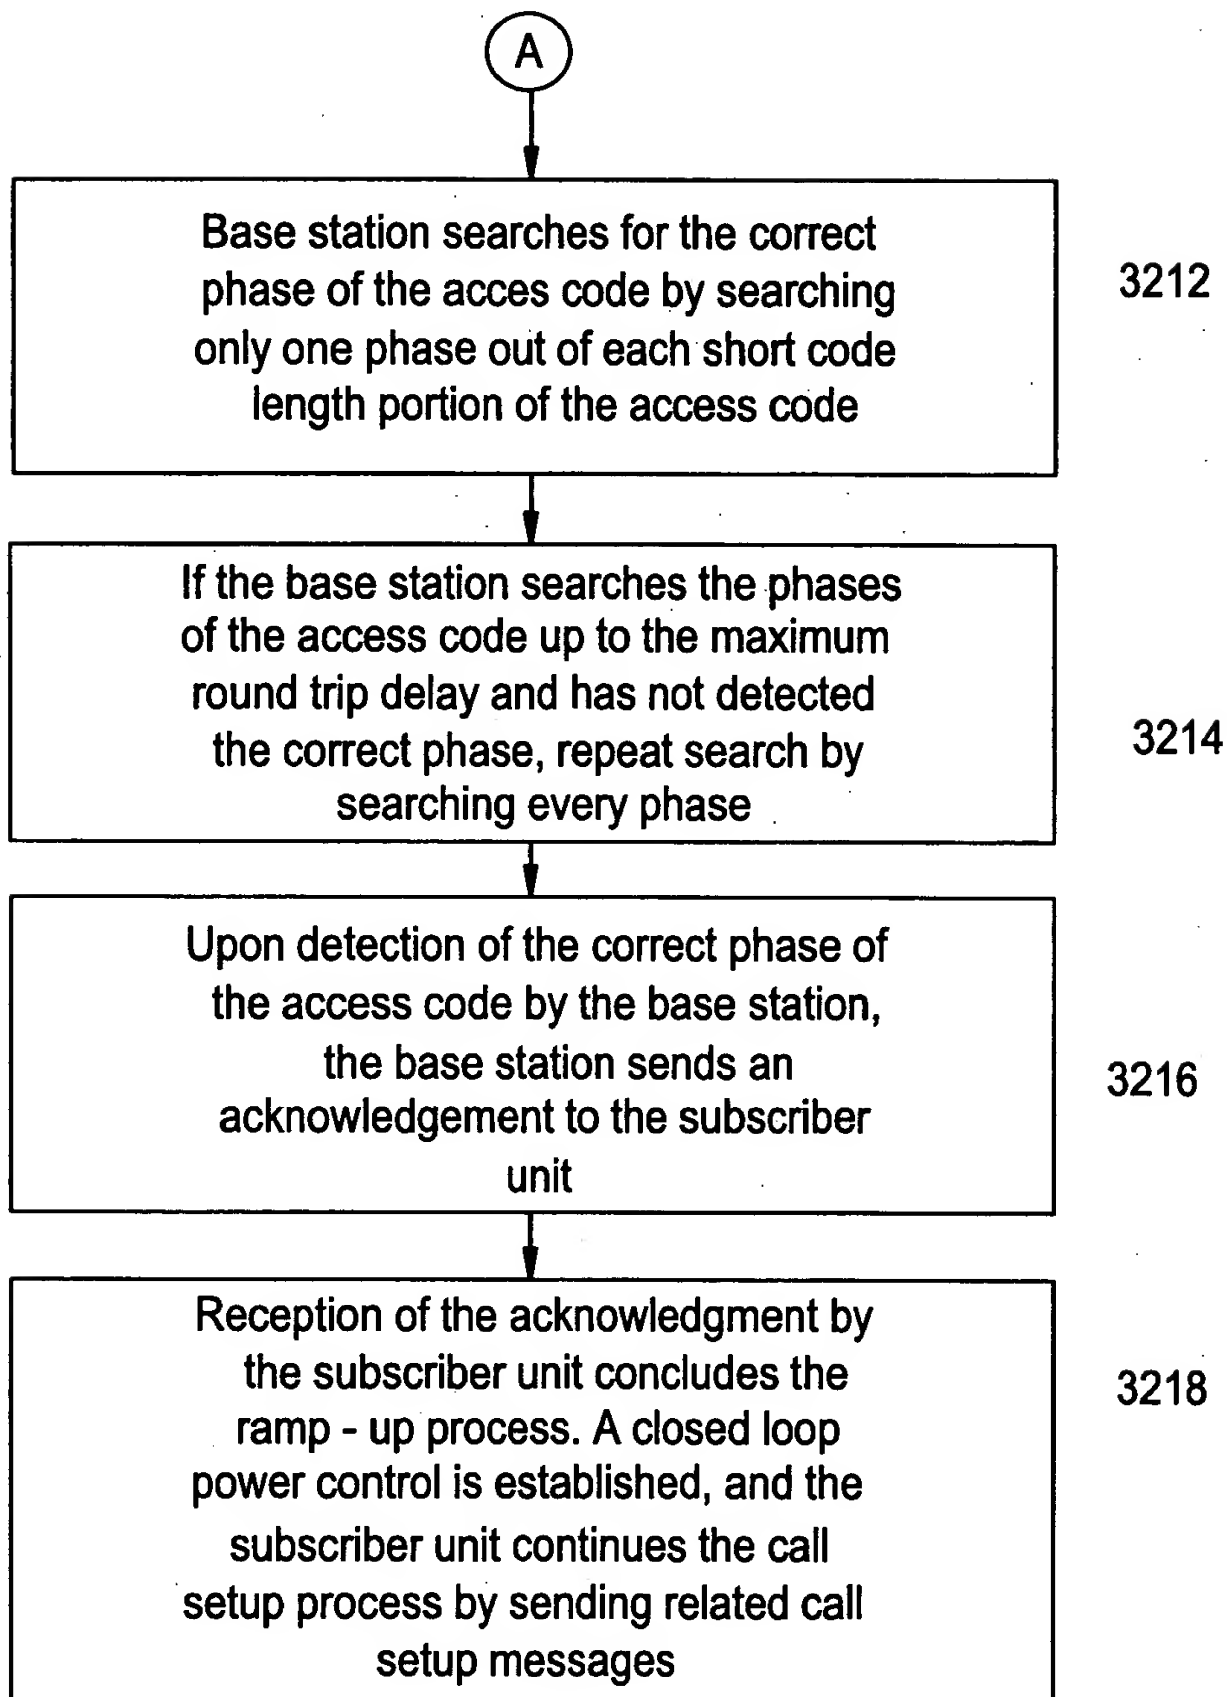 A
Base station searches for the correct
phase of the acces code by searching
only one phase out of each short code
length portion of the access code
3212
If the base station searches the phases
of the access code up to the maximum
round trip delay and has not detected
the correct phase, repeat search by
searching every phase
3214
Upon detection of the correct phase of
the access code by the base station,
the base station sends an
acknowledgement to the subscriber
unit
3216
Reception of the acknowledgment by
the subscriber unit concludes the
ramp - up process. A closed loop
power control is established, and the
subscriber unit continues the call
setup process by sending related call
setup messages
3218